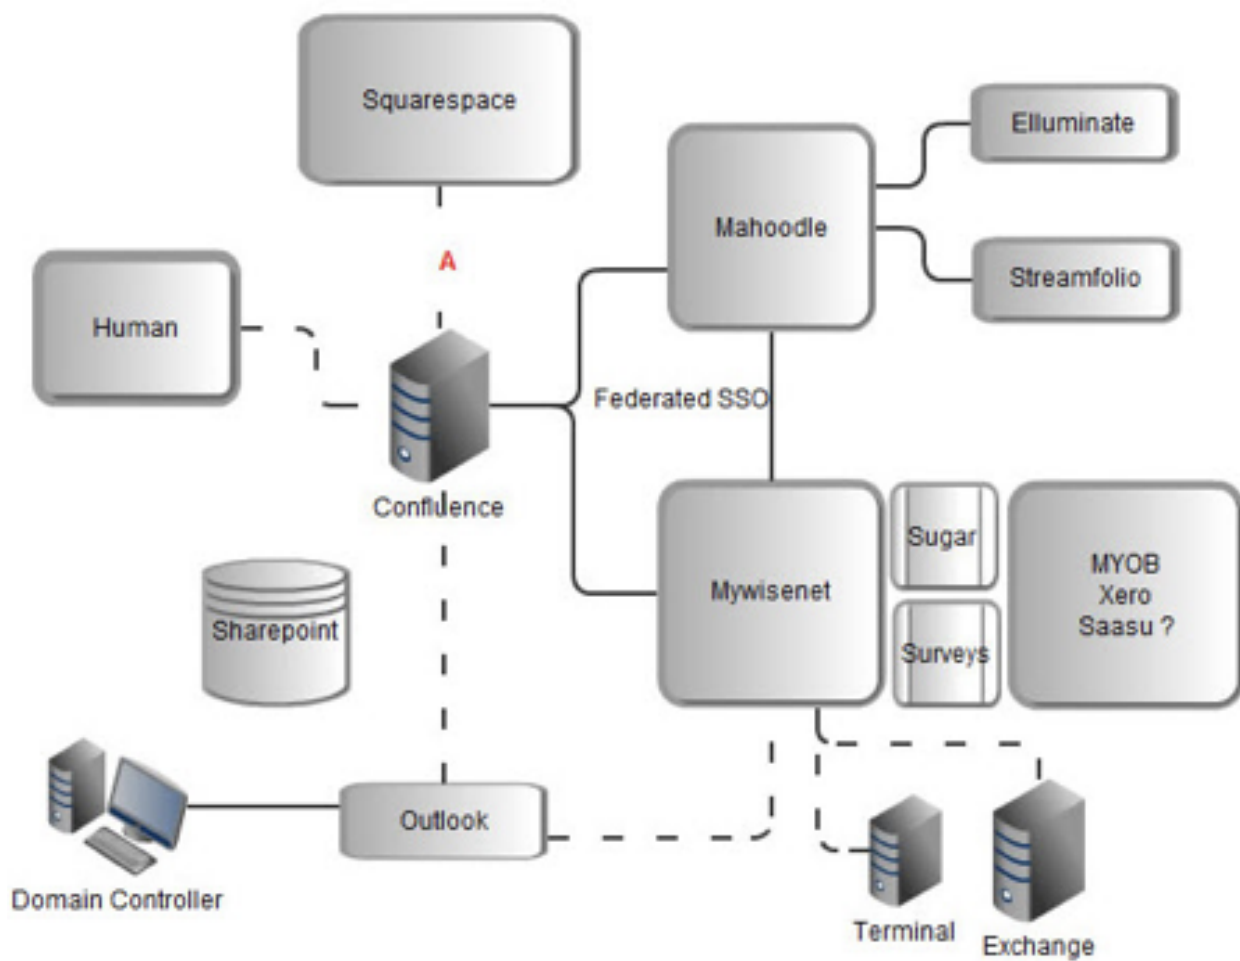 Squarespace
Elluminate
Mahoodle
A
Streamfolio
Human
Federated SSO
Confluence
Sugar
MYOB
Xero
Saasu ?
Mywisenet
Sharepoint
Surveys
Outlook
Domain Controller
Terminal
Exchange